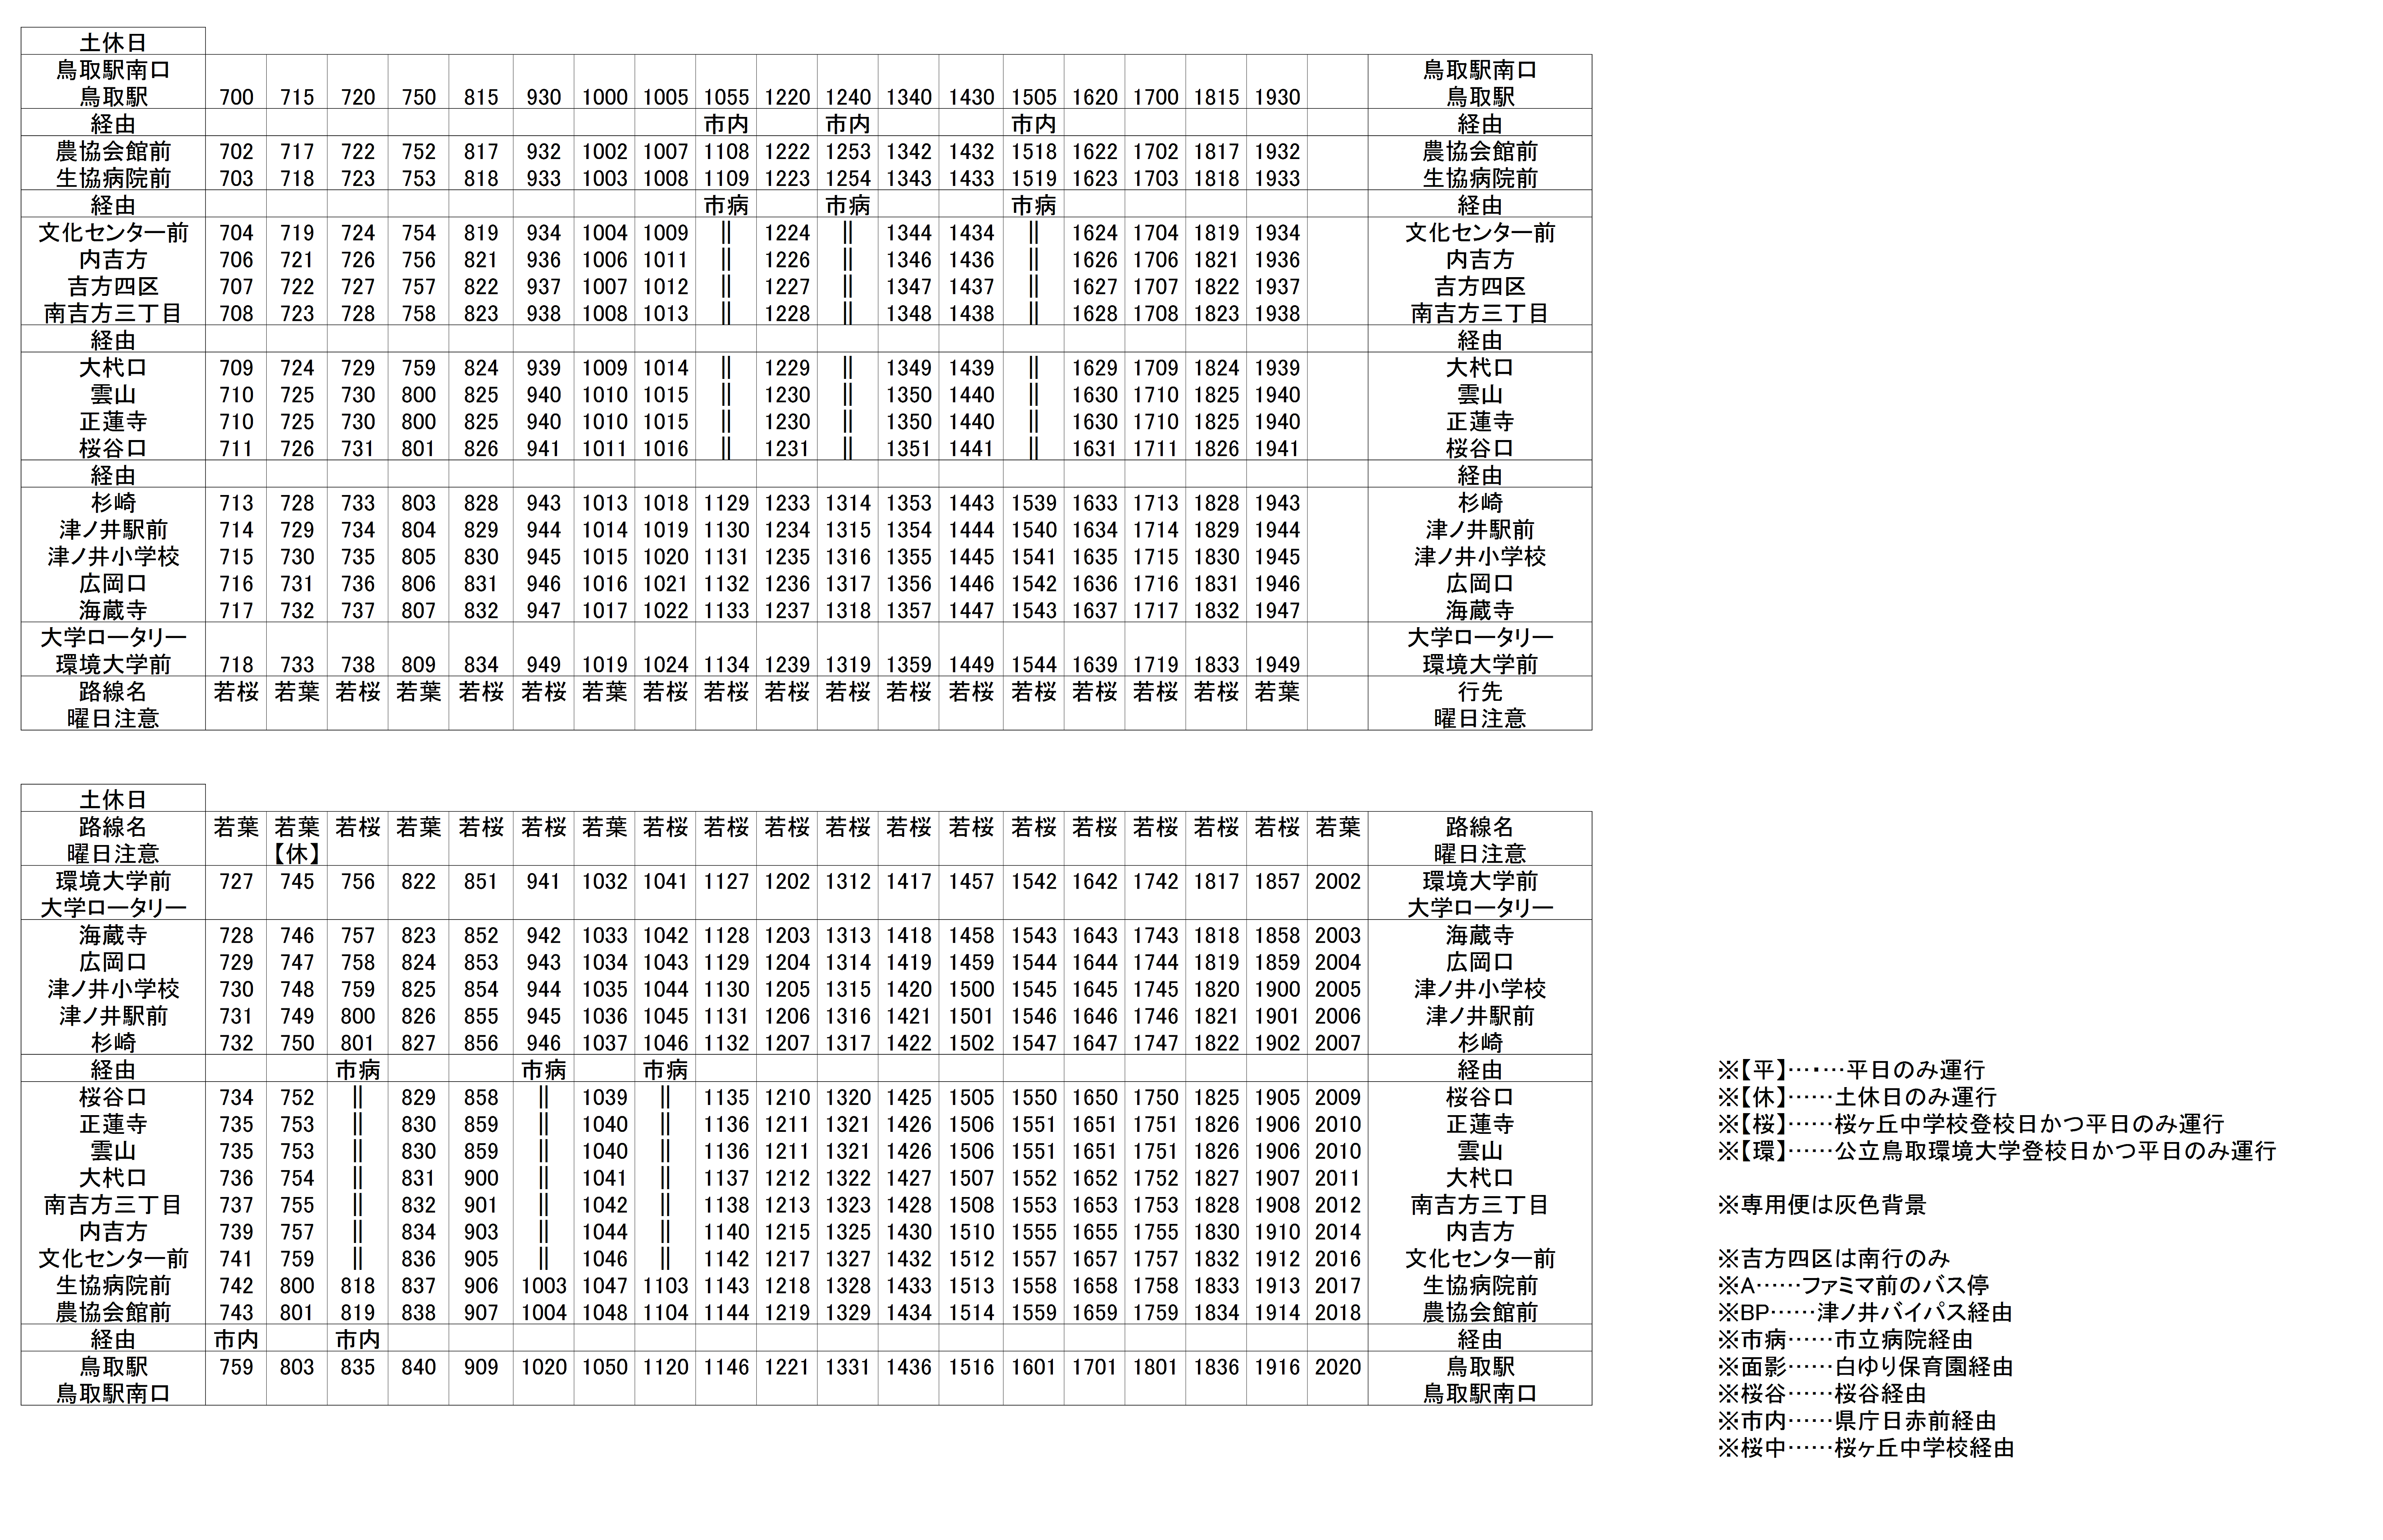 土休日
鳥取駅南口 鳥取駅南口
鳥取駅 700 715 720 750 815 930 1000 1005 1055 1220 1240 1340 1430 1505 1620 1700 1815 1930 鳥取駅
経由 市内 市内 市内 経由
農協会館前 702 717 722 752 817 932 1002 1007 1108 1222 1253 1342 1432 1518 1622 1702 1817 1932 農協会館前
生協病院前 703 718 723 753 818 933 1003 1008 1109 1223 1254 1343 1433 1519 1623 1703 1818 1933 生協病院前
経由 市病 市病 市病 経由
文化センター前 704 719 724 754 819 934 1004 1009 || 1224 || 1344 1434 || 1624 1704 1819 1934 文化センター前
内吉方 706 721 726 756 821 936 1006 1011 || 1226 || 1346 1436 || 1626 1706 1821 1936 内吉方
吉方四区 707 722 727 757 822 937 1007 1012 || 1227 || 1347 1437 || 1627 1707 1822 1937 吉方四区
南吉方三丁目 708 723 728 758 823 938 1008 1013 || 1228 || 1348 1438 || 1628 1708 1823 1938 南吉方三丁目
経由 経由
大杙口 709 724 729 759 824 939 1009 1014 || 1229 || 1349 1439 || 1629 1709 1824 1939 大杙口
雲山 710 725 730 800 825 940 1010 1015 || 1230 || 1350 1440 || 1630 1710 1825 1940 雲山
正蓮寺 710 725 730 800 825 940 1010 1015 || 1230 || 1350 1440 || 1630 1710 1825 1940 正蓮寺
桜谷口 711 726 731 801 826 941 1011 1016 || 1231 || 1351 1441 || 1631 1711 1826 1941 桜谷口
経由 経由
杉崎 713 728 733 803 828 943 1013 1018 1129 1233 1314 1353 1443 1539 1633 1713 1828 1943 杉崎
津ノ井駅前 714 729 734 804 829 944 1014 1019 1130 1234 1315 1354 1444 1540 1634 1714 1829 1944 津ノ井駅前
津ノ井小学校 715 730 735 805 830 945 1015 1020 1131 1235 1316 1355 1445 1541 1635 1715 1830 1945 津ノ井小学校
広岡口 716 731 736 806 831 946 1016 1021 1132 1236 1317 1356 1446 1542 1636 1716 1831 1946 広岡口
海蔵寺 717 732 737 807 832 947 1017 1022 1133 1237 1318 1357 1447 1543 1637 1717 1832 1947 海蔵寺
大学ロータリー 大学ロータリー
環境大学前 718 733 738 809 834 949 1019 1024 1134 1239 1319 1359 1449 1544 1639 1719 1833 1949 環境大学前
路線名 若桜 若葉 若桜 若葉 若桜 若桜 若葉 若桜 若桜 若桜 若桜 若桜 若桜 若桜 若桜 若桜 若桜 若葉 行先
曜日注意 曜日注意
土休日
路線名 若葉 若葉 若桜 若葉 若桜 若桜 若葉 若桜 若桜 若桜 若桜 若桜 若桜 若桜 若桜 若桜 若桜 若桜 若葉 路線名
曜日注意 【休】 曜日注意
環境大学前 727 745 756 822 851 941 1032 1041 1127 1202 1312 1417 1457 1542 1642 1742 1817 1857 2002 環境大学前
大学ロータリー 大学ロータリー
海蔵寺 728 746 757 823 852 942 1033 1042 1128 1203 1313 1418 1458 1543 1643 1743 1818 1858 2003 海蔵寺
広岡口 729 747 758 824 853 943 1034 1043 1129 1204 1314 1419 1459 1544 1644 1744 1819 1859 2004 広岡口
津ノ井小学校 730 748 759 825 854 944 1035 1044 1130 1205 1315 1420 1500 1545 1645 1745 1820 1900 2005 津ノ井小学校
津ノ井駅前 731 749 800 826 855 945 1036 1045 1131 1206 1316 1421 1501 1546 1646 1746 1821 1901 2006 津ノ井駅前
杉崎 732 750 801 827 856 946 1037 1046 1132 1207 1317 1422 1502 1547 1647 1747 1822 1902 2007 杉崎
経由 市病 市病 市病 経由
桜谷口 734 752 || 829 858 || 1039 || 1135 1210 1320 1425 1505 1550 1650 1750 1825 1905 2009 桜谷口
正蓮寺 735 753 || 830 859 || 1040 || 1136 1211 1321 1426 1506 1551 1651 1751 1826 1906 2010 正蓮寺
雲山 735 753 || 830 859 || 1040 || 1136 1211 1321 1426 1506 1551 1651 1751 1826 1906 2010 雲山
大杙口 736 754 || 831 900 || 1041 || 1137 1212 1322 1427 1507 1552 1652 1752 1827 1907 2011 大杙口
南吉方三丁目 737 755 || 832 901 || 1042 || 1138 1213 1323 1428 1508 1553 1653 1753 1828 1908 2012 南吉方三丁目
内吉方 739 757 || 834 903 || 1044 || 1140 1215 1325 1430 1510 1555 1655 1755 1830 1910 2014 内吉方
文化センター前 741 759 || 836 905 || 1046 || 1142 1217 1327 1432 1512 1557 1657 1757 1832 1912 2016 文化センター前
生協病院前 742 800 818 837 906 1003 1047 1103 1143 1218 1328 1433 1513 1558 1658 1758 1833 1913 2017 生協病院前
農協会館前 743 801 819 838 907 1004 1048 1104 1144 1219 1329 1434 1514 1559 1659 1759 1834 1914 2018 農協会館前
経由 市内 市内 経由
鳥取駅 759 803 835 840 909 1020 1050 1120 1146 1221 1331 1436 1516 1601 1701 1801 1836 1916 2020 鳥取駅
鳥取駅南口 鳥取駅南口
※【平】……‥平日のみ運行
※【休】……土休日のみ運行
※【桜】……桜ヶ丘中学校登校日かつ平日のみ運行
※【環】……公立鳥取環境大学登校日かつ平日のみ運行
※専用便は灰色背景
※吉方四区は南行のみ
※A……ファミマ前のバス停
※BP……津ノ井バイパス経由
※市病……市立病院経由
※面影……白ゆり保育園経由
※桜谷……桜谷経由
※市内……県庁日赤前経由
※桜中……桜ヶ丘中学校経由